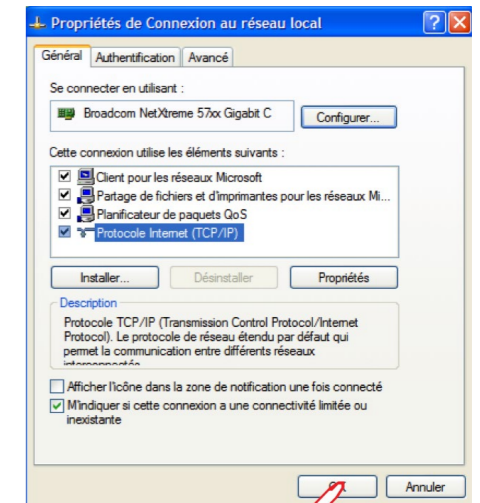 Propriétés de Connexion au réseau local
Général Authentification Avancé
Se connecter en utilisant :
Broadcom NetXtreme 57xx Gigabit C Configurer...
Cette connexion utilise les éléments suivants :
Client pour les réseaux Microsoft
Partage de fichiers et d'imprimantes pour les réseaux Mi...
Planificateur de paquets QoS
Protocole Internet (TCP/IP)
Installer... Désinstaller Propriétés
Description
Protocole TCP/IP (Transmission Control Protocol/Internet
Protocol). Le protocole de réseau étendu par défaut qui
permet la communication entre différents réseaux
Afficher l'icône dans la zone de notification une fois connecté
M'indiquer si cette connexion a une connectivité limitée ou
inexistante
Annuler